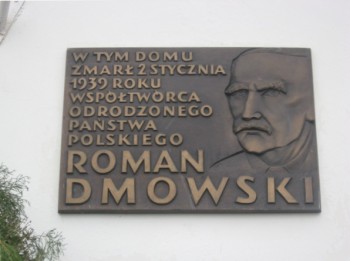 W TYM DOMU
ZMARŁ 2 STYCZNIA
1939 ROKU
WSPÓŁTWÓRCA
ODRODZONEGO
PAŃSTWA
POLSKIEGO
ROMAN
DMOWSKI